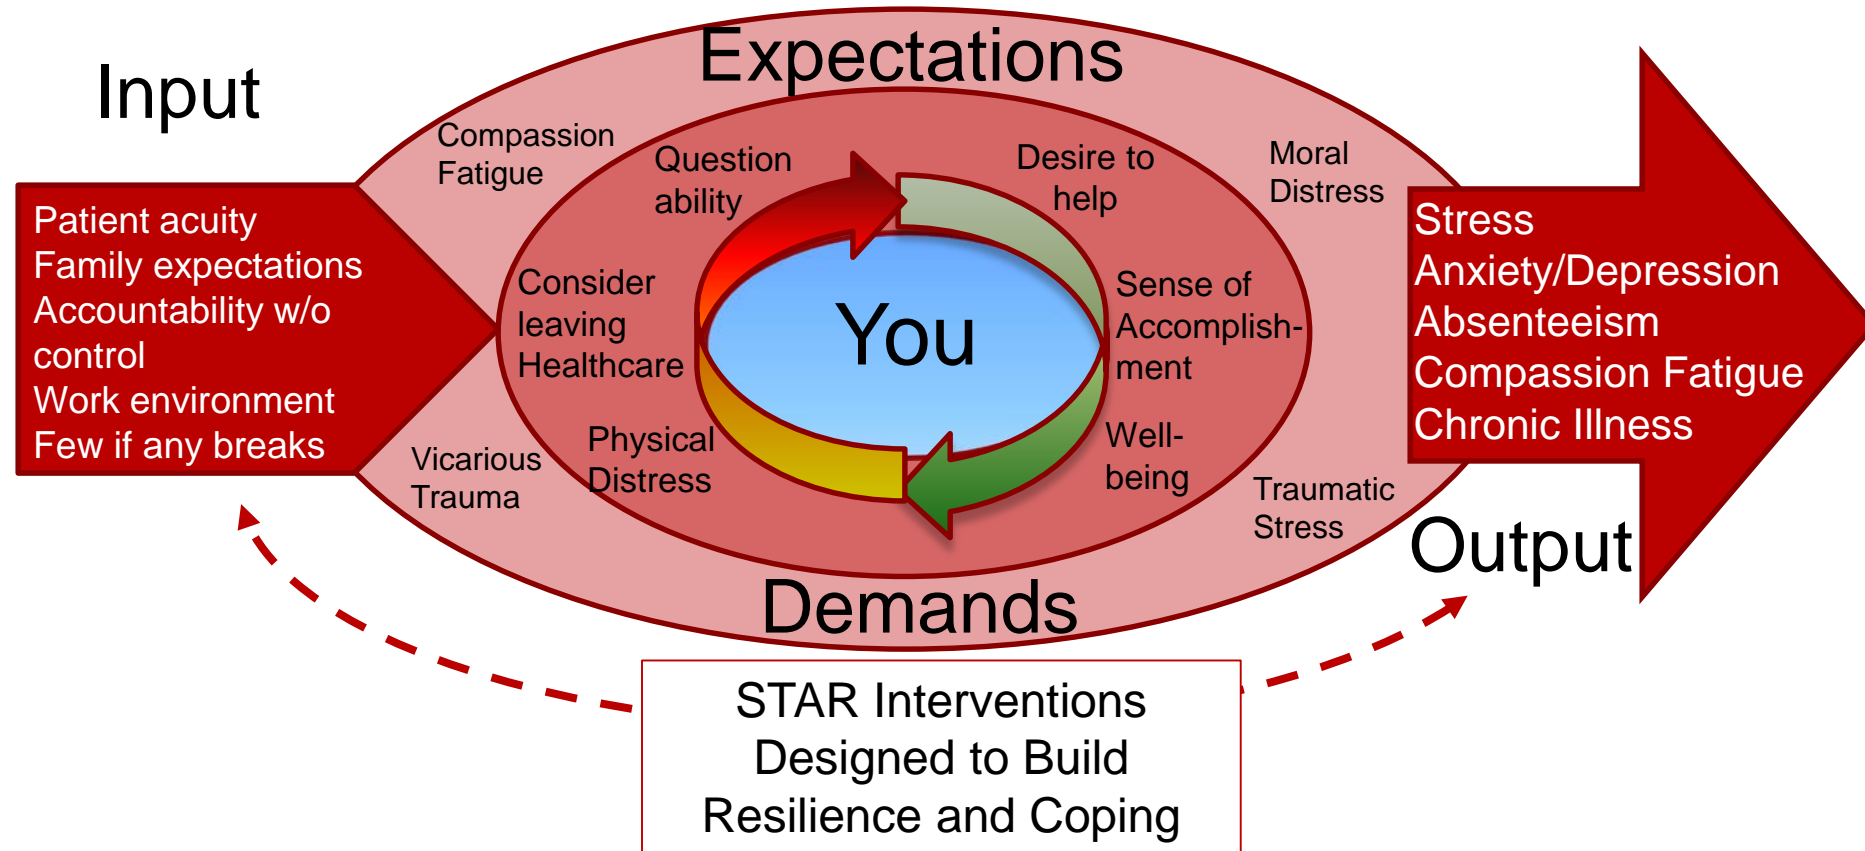 Input
Patient acuity
Family expectations
Accountability w/o
control
Work environment
Few if any breaks
Expectations
Compassion
Fatigue
Moral
Distress
Question
ability
Desire to
help
Consider
leaving
Healthcare
You
Sense of
Accomplish-
ment
Physical
Distress
Well-
being
Vicarious
Trauma
Traumatic
Stress
Demands
Stress
Anxiety/Depression
Absenteeism
Compassion Fatigue
Chronic Illness
Output
STAR Interventions
Designed to Build
Resilience and Coping